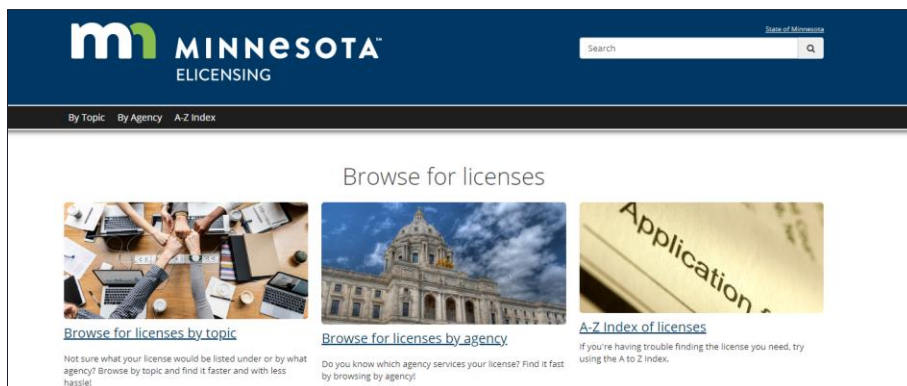 State of Minnesota
mn MINNESOTA™
ELICENSING
Search
By Topic By Agency A-Z Index
Browse for licenses
Application
Browse for licenses by topic
Not sure what your license would be listed under or by what
agency? Browse by topic and find it faster and with less
hassle!
Browse for licenses by agency
Do you know which agency services your license? Find it fast
by browsing by agency!
A-Z Index of licenses
If you're having trouble finding the license you need, try
using the A to Z Index.